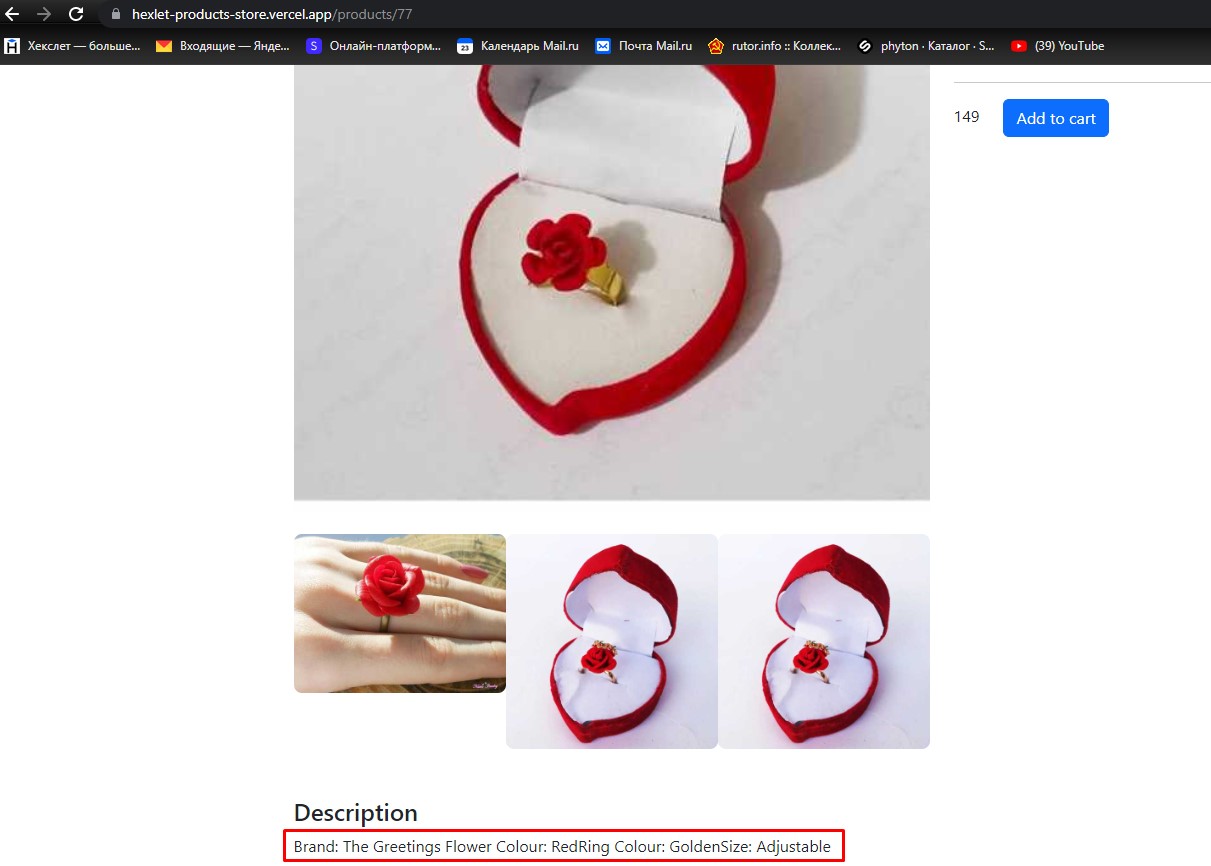 hexlet-products-store.vercel.app/products/77
Хекслет — больше...
Входящие — Янде...
S Онлайн-платформ...
23 Календарь Mail.ru
Почта Mail.ru
rutor.info :: Коллек...
phyton · Каталог · S...
(39) YouTube
149
Add to cart
Description
Brand: The Greetings Flower Colour: RedRing Colour: GoldenSize: Adjustable